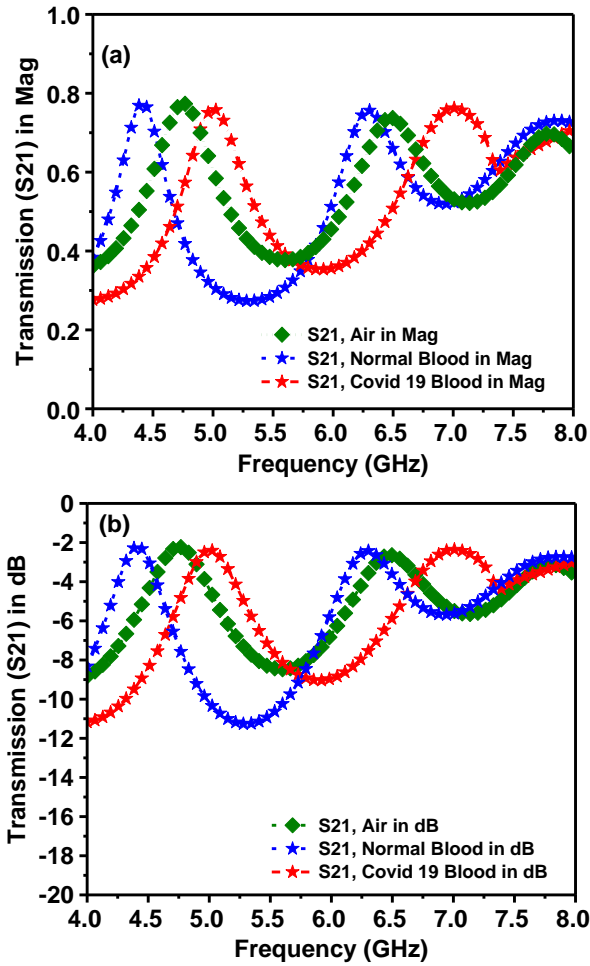 (a)
Transmission (S21) in Mag
1.0
0.8
0.6
0.4
0.2
0.0
S21, Air in Mag
S21, Normal Blood in Mag
S21, Covid 19 Blood in Mag
4.0 4.5 5.0 5.5 6.0 6.5 7.0 7.5 8.0
Frequency (GHz)
(b)
Transmission (S21) in dB
0
-2
-4
-6
-8
-10
-12
-14
-16
-18
-20
S21, Air in dB
S21, Normal Blood in dB
S21, Covid 19 Blood in dB
4.0 4.5 5.0 5.5 6.0 6.5 7.0 7.5 8.0
Frequency (GHz)